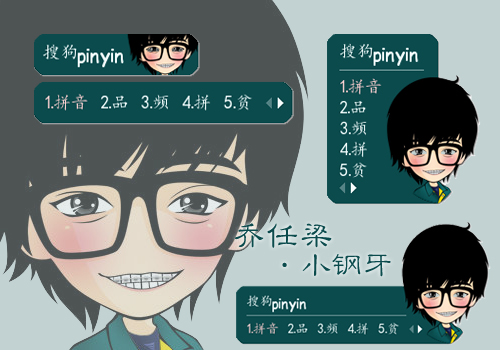 搜狗pinyin
1.拼音 2.品 3.频 4.拼 5.贫
搜狗pinyin
1.拼音
2.品
3.频
4.拼
5.贫
乔任梁
·小钢牙
搜狗pinyin
1.拼音 2.品 3.频 4.拼 5.贫